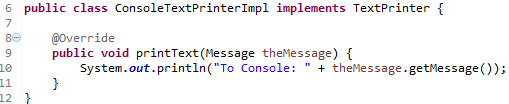 6 public class ConsoleTextPrinterImpl implements TextPrinter {
7
8 @Override
9 public void printText(Message theMessage) {
10 System.out.println("To Console: " + theMessage.getMessage());
11 }
12 }